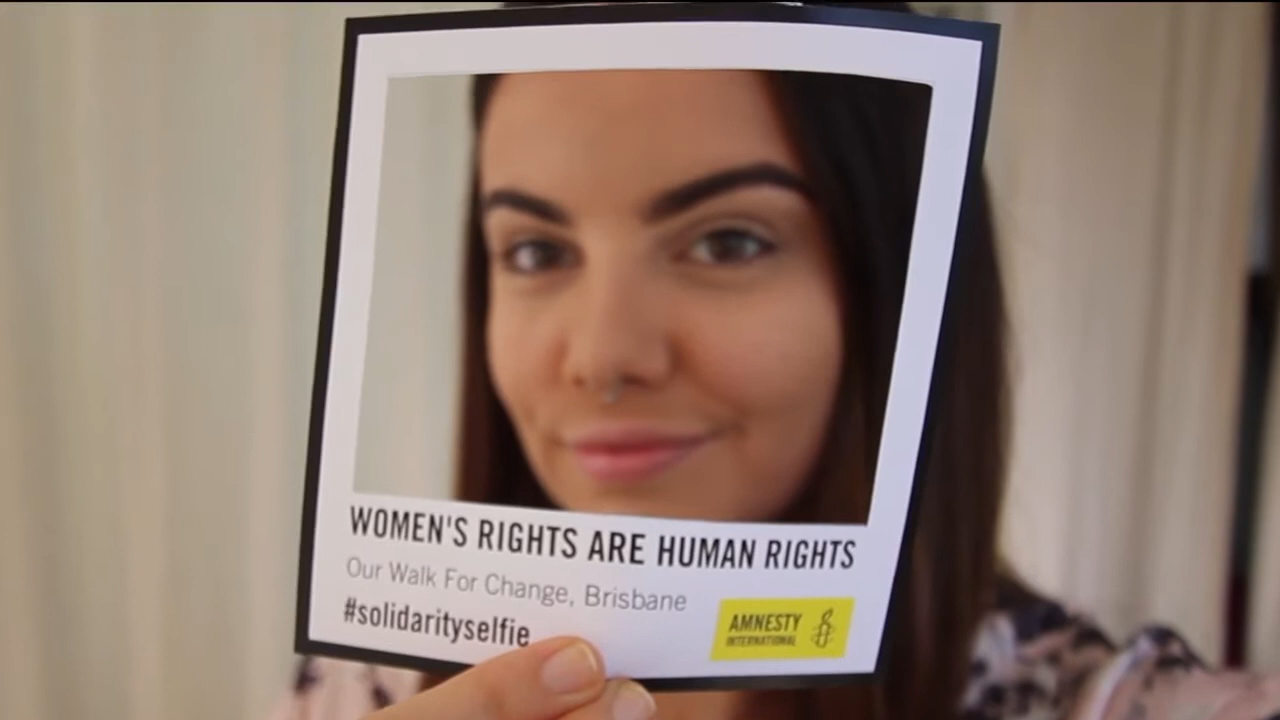 WOMEN'S RIGHTS ARE HUMAN RIGHTS
Our Walk For Change, Brisbane
#solidarityselfie
AMNESTY
INTERNATIONAL